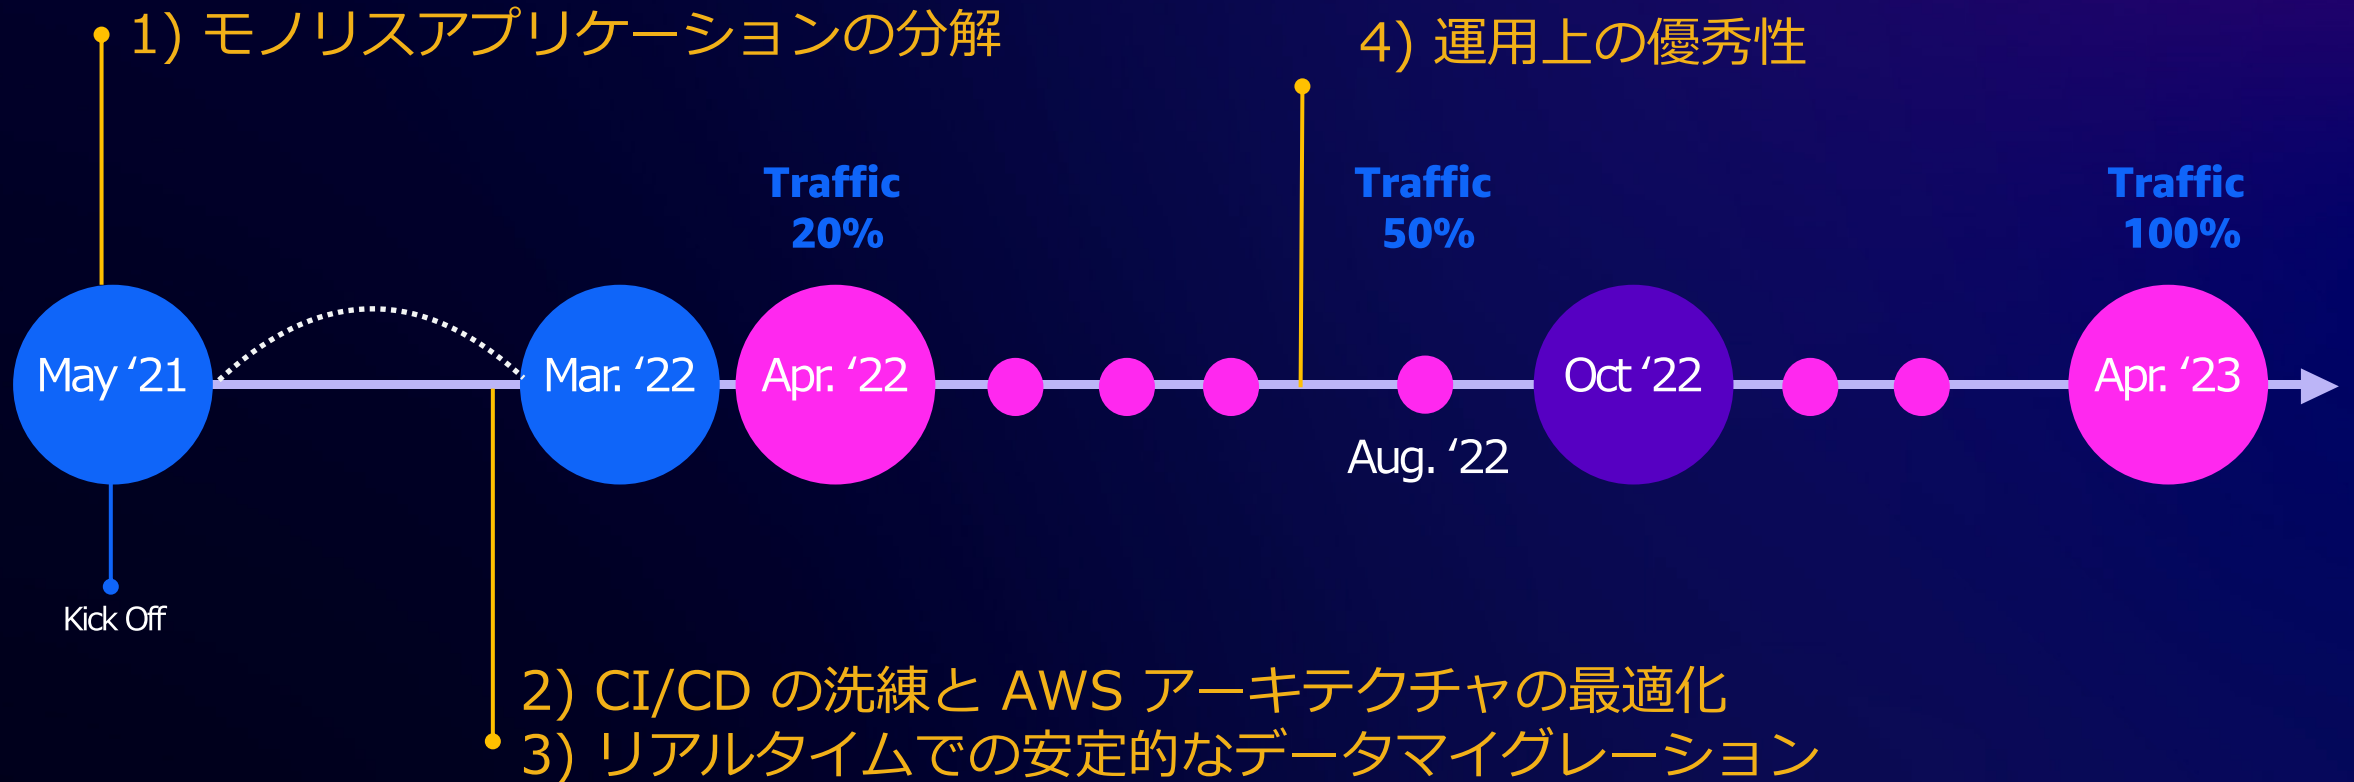 1) モノリスアプリケーションの分解
4) 運用上の優秀性
Traffic
20%
Traffic
50%
Traffic
100%
May ‘21
Mar. ‘22
Apr. ‘22
Oct ‘22
Apr. ‘23
Aug. ‘22
Kick Off
2) CI/CD の洗練と AWS アーキテクチャの最適化
3) リアルタイムでの安定的なデータマイグレーション